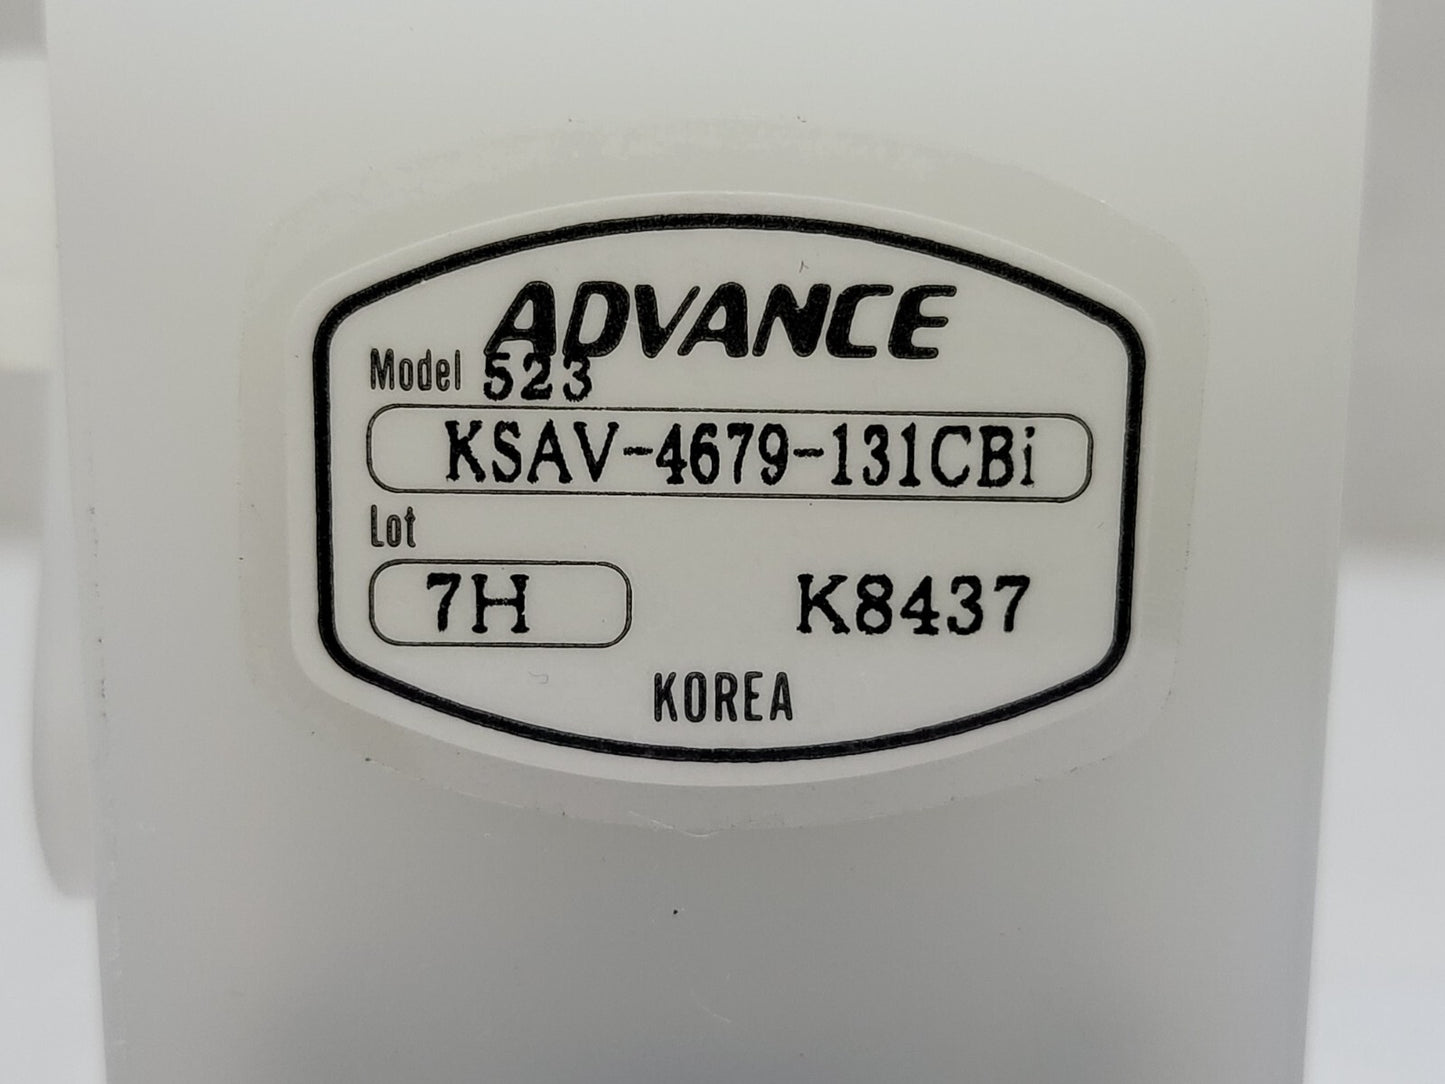 ADVANCE
Model 523
KSAV-4679-131CBi
Lot
7H K8437
KOREA